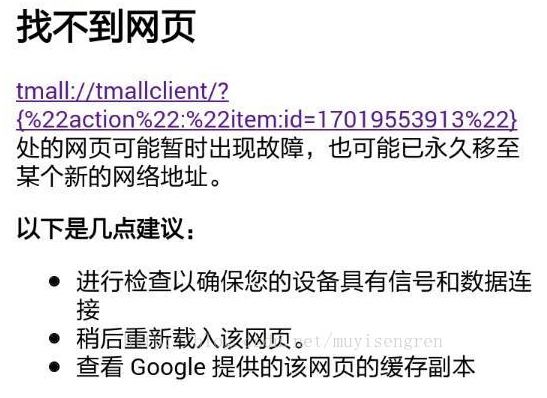 找不到网页
tmall://tmallclient/?
{%22action%22:%22item:id=17019553913%22}
处的网页可能暂时出现故障，也可能已永久移至
某个新的网络地址。
以下是几点建议：
进行检查以确保您的设备具有信号和数据连
接
稍后重新载入该网页。
查看 Google 提供的该网页的缓存副本